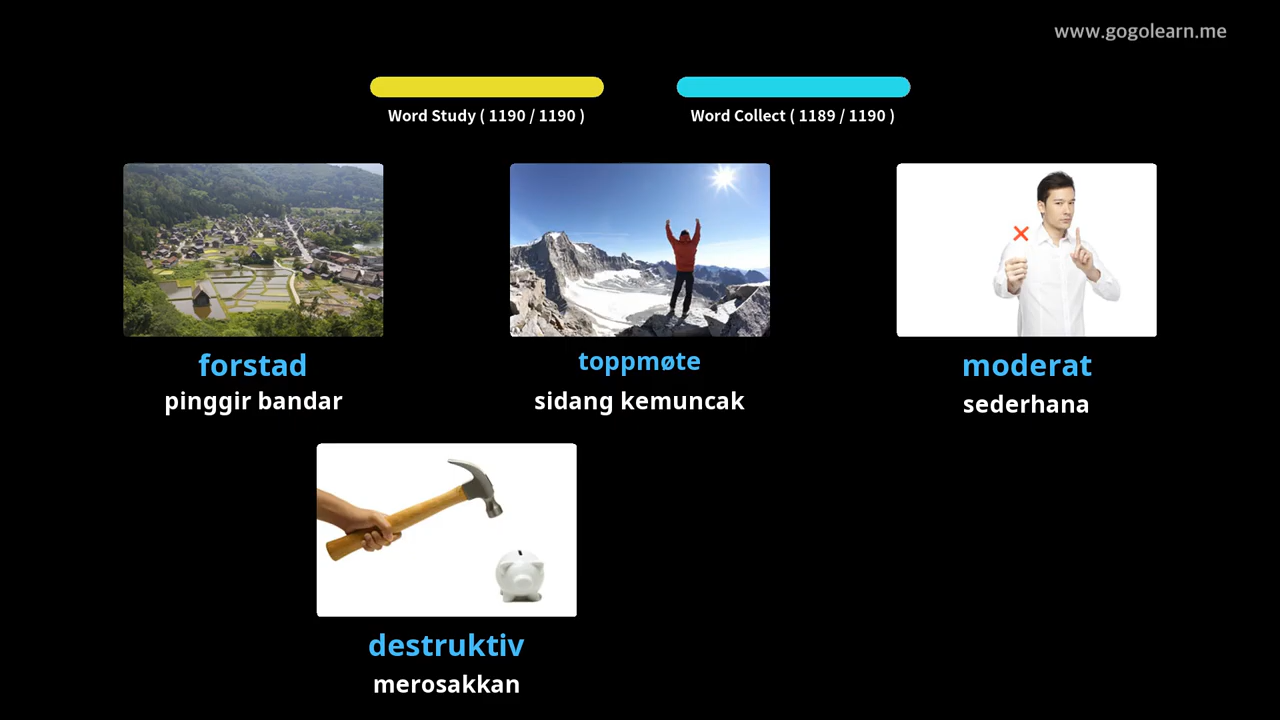 www.gogolearn.me
Word Study ( 1190 / 1190 )
Word Collect ( 1189 / 1190 )
forstad
pinggir bandar
toppmøte
sidang kemuncak
moderat
sederhana
destruktiv
merosakkan